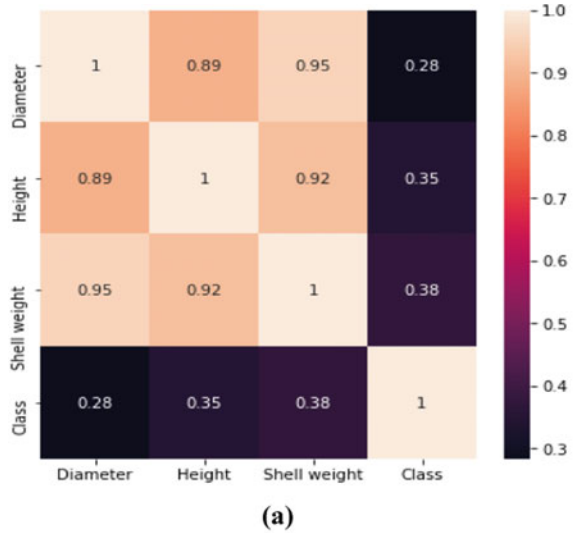 1.0
Diameter 1 0.89 0.95 0.28
0.9
0.8
Height 0.89 1 0.92 0.35
0.7
0.6
Shell weight 0.95 0.92 1 0.38
0.5
0.4
Class 0.28 0.35 0.38 1
0.3
Diameter Height Shell weight Class
(a)